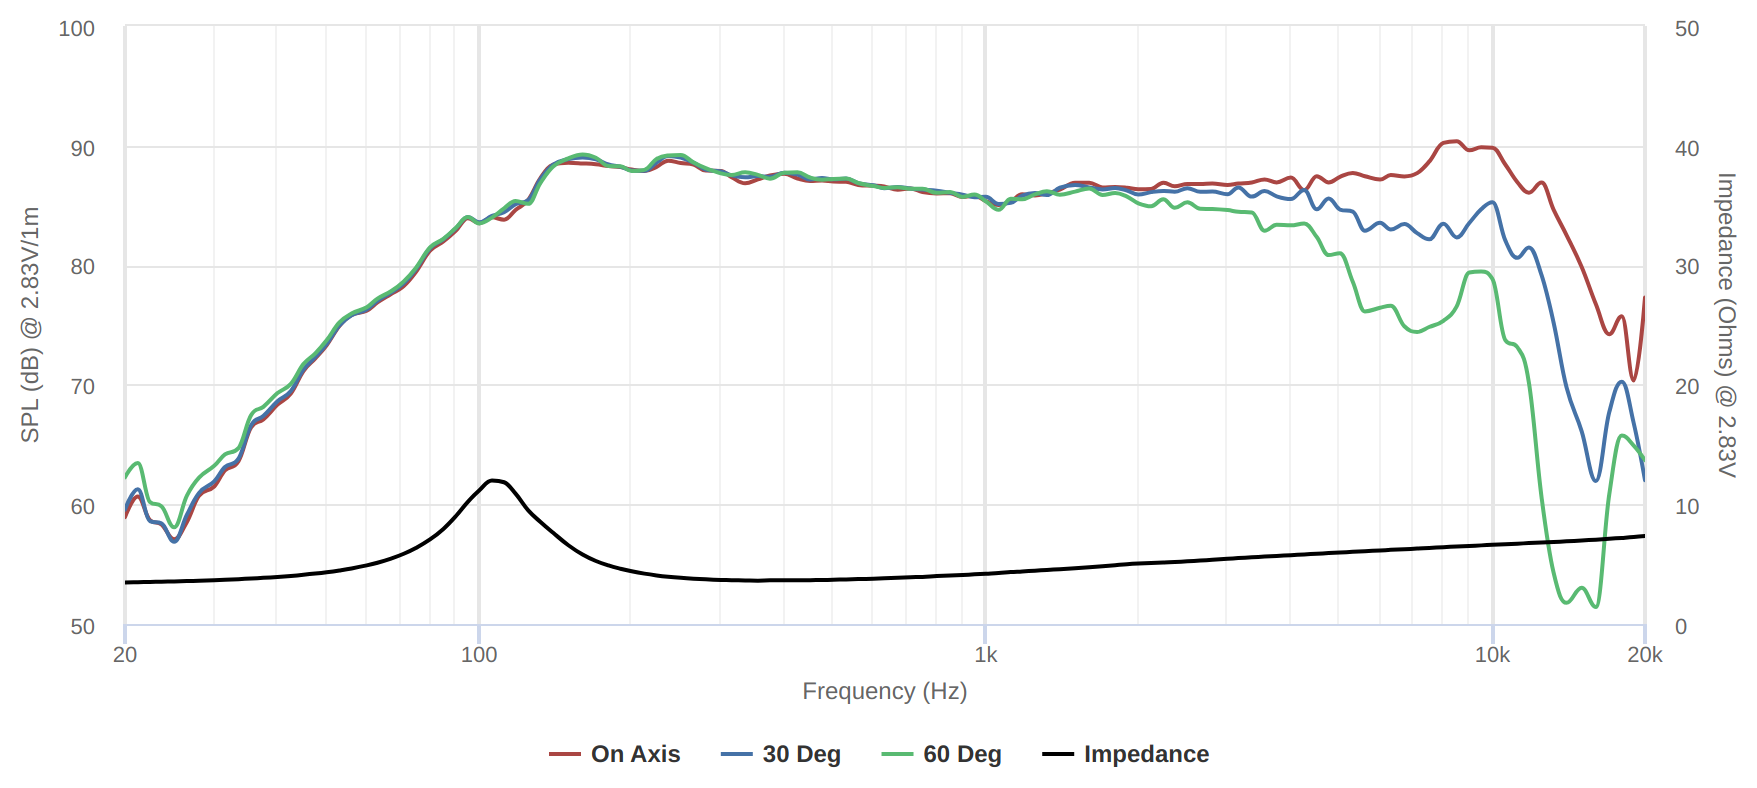 100
90
80
70
60
50
SPL (dB) @ 2.83V/1m
50
40
30
20
10
0
Impedance (Ohms) @ 2.83V
20
100
1k
10k
20k
Frequency (Hz)
On Axis
30 Deg
60 Deg
Impedance